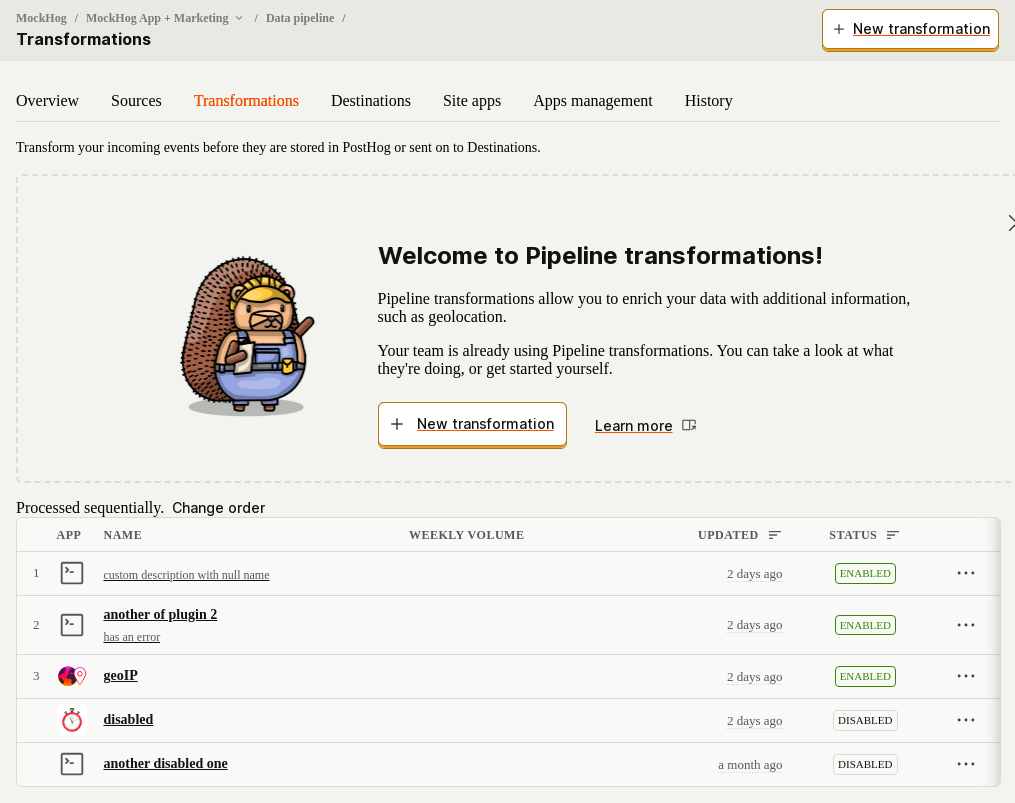 MockHog / MockHog App + Marketing / Data pipeline /
Transformations
New transformation
Overview Sources Transformations Destinations Site apps Apps management History
Transform your incoming events before they are stored in PostHog or sent on to Destinations.
Welcome to Pipeline transformations!
Pipeline transformations allow you to enrich your data with additional information,
such as geolocation.
Your team is already using Pipeline transformations. You can take a look at what
they're doing, or get started yourself.
New transformation Learn more
Processed sequentially. Change order
APP NAME WEEKLY VOLUME UPDATED STATUS
1 custom description with null name 2 days ago ENABLED
2 another of plugin 2 2 days ago ENABLED
has an error
3 geoIP 2 days ago ENABLED
disabled 2 days ago DISABLED
another disabled one a month ago DISABLED